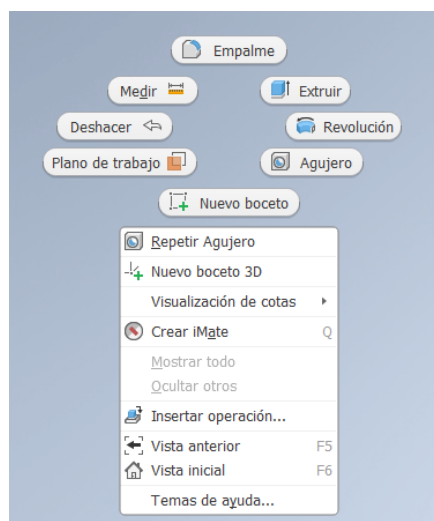 Empalme
Medir
Extruir
Deshacer
Revolución
Plano de trabajo
Agujero
Nuevo boceto
Repetir Agujero
Nuevo boceto 3D
Visualización de cotas
Crear iMate Q
Mostrar todo
Ocultar otros
Insertar operación...
Vista anterior F5
Vista inicial F6
Temas de ayuda...